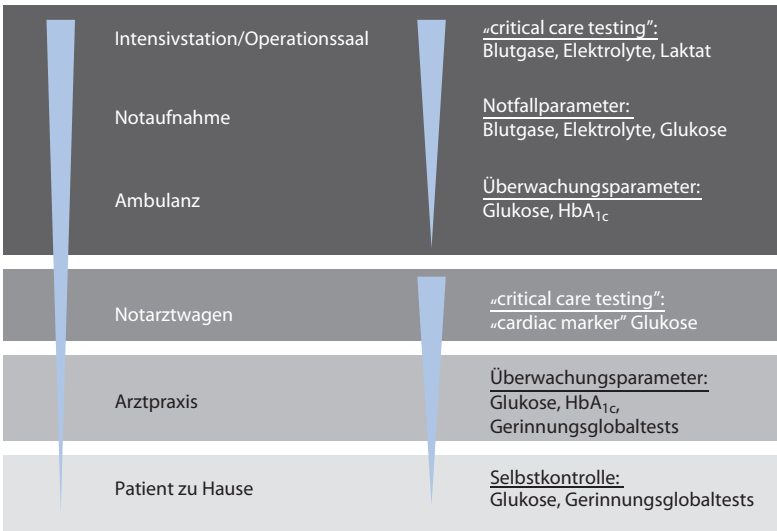 Intensivstation/Operationssaal
„critical care testing”:
Blutgase, Elektrolyte, Laktat
Notaufnahme
Notfallparameter:
Blutgase, Elektrolyte, Glukose
Ambulanz
Überwachungsparameter:
Glukose, HbA1c
Notarztwagen
„critical care testing”:
„cardiac marker” Glukose
Arztpraxis
Überwachungsparameter:
Glukose, HbA1c,
Gerinnungsglobaltests
Patient zu Hause
Selbstkontrolle:
Glukose, Gerinnungsglobaltests